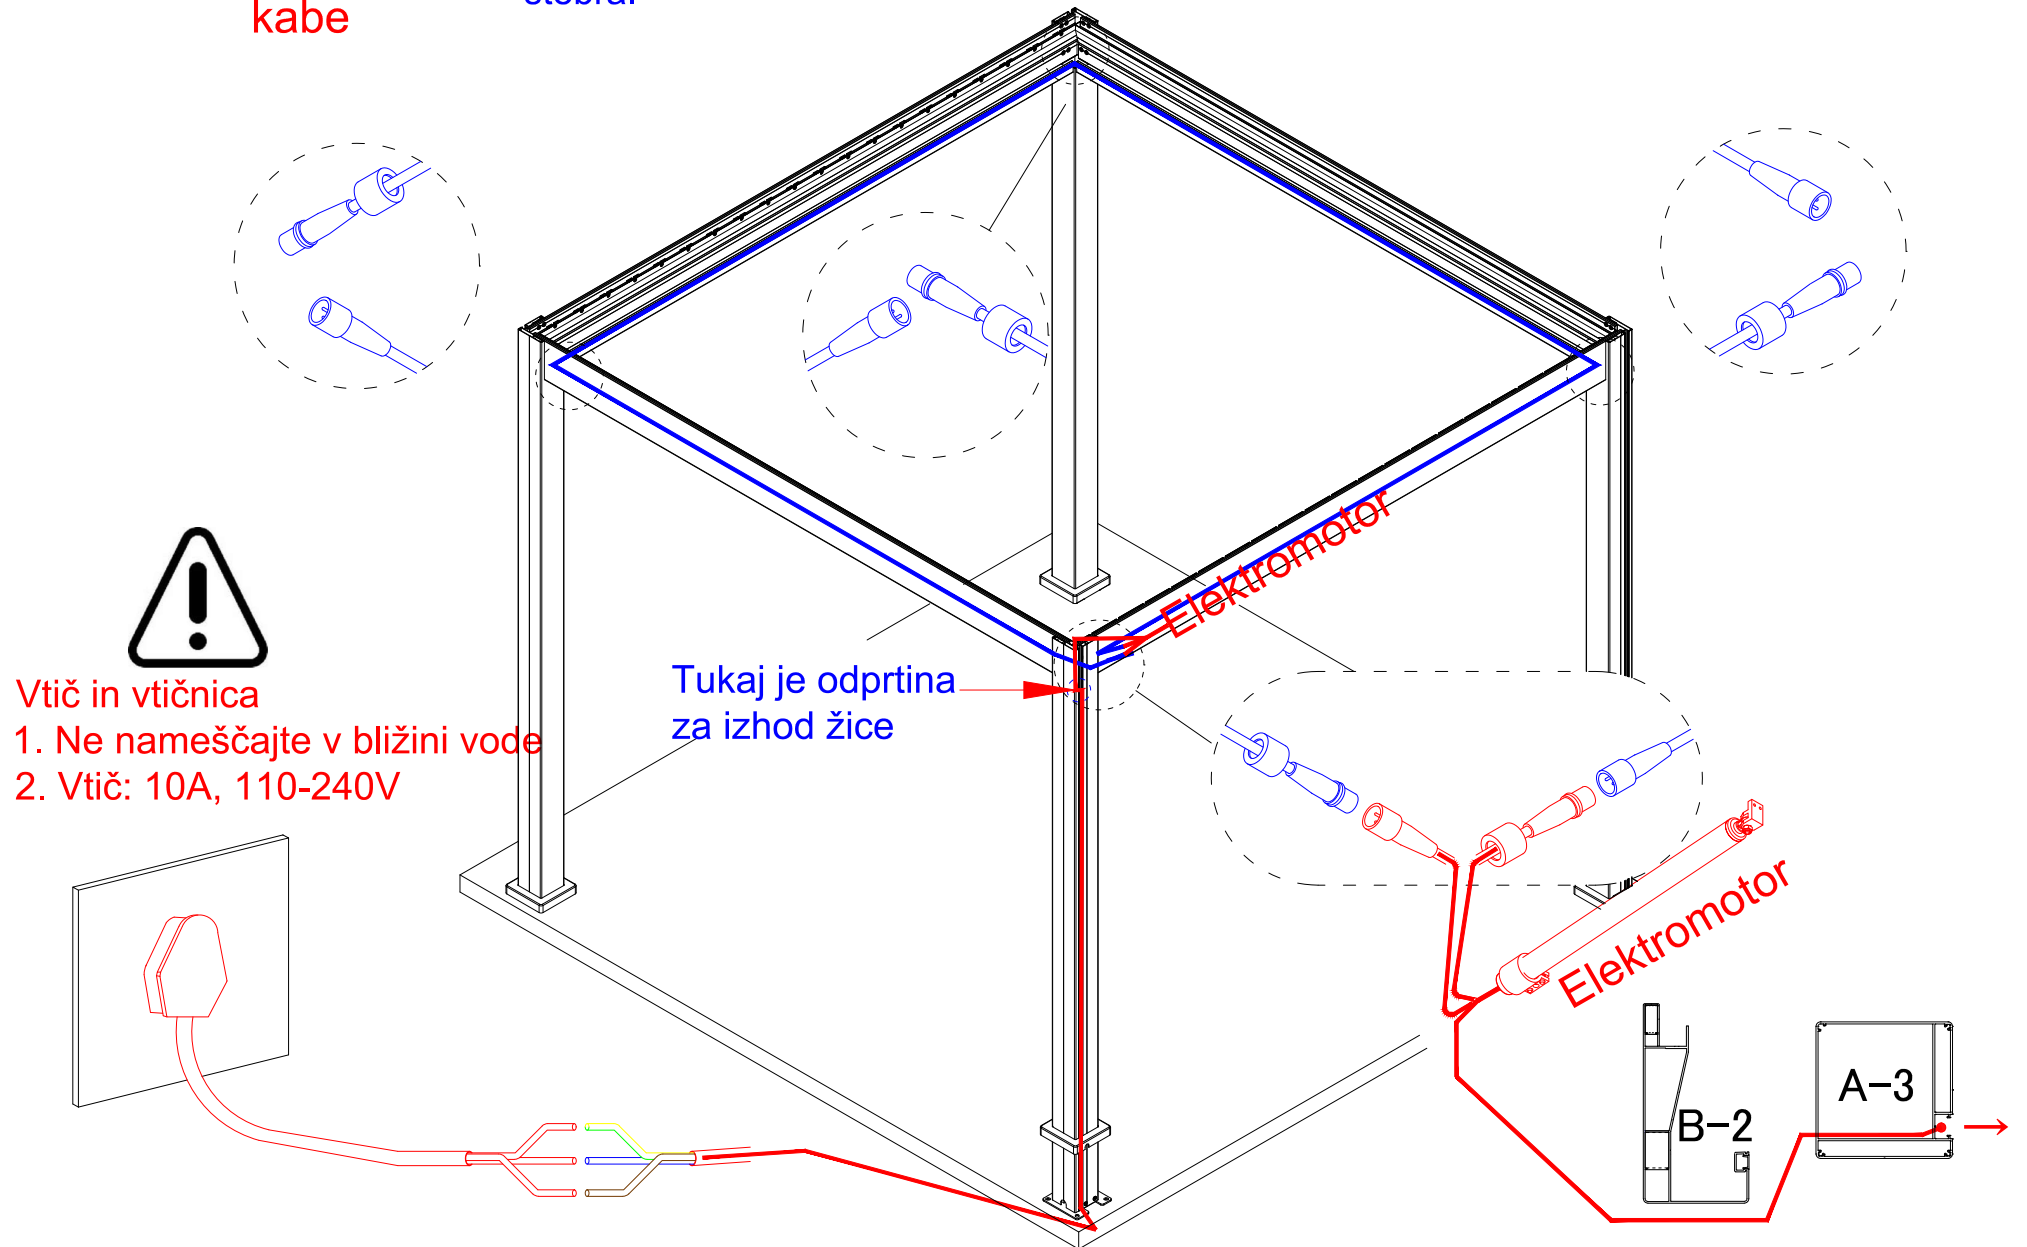 kabe
stebra.
Elektromotor
Tukaj je odprtina
za izhod žice
Vtič in vtičnica
1. Ne nameščajte v bližini vode
2. Vtič: 10A, 110-240V
Elektromotor
A-3
B-2